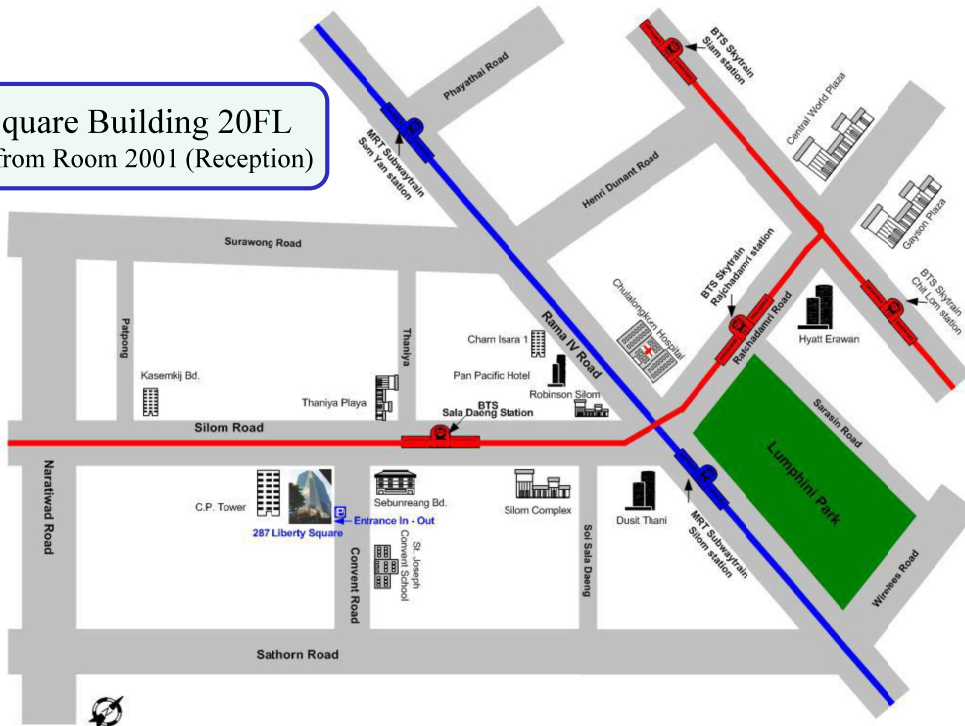 quare Building 20FL
from Room 2001 (Reception)
Phayathai Road
BTS Skytrain
Siam station
Central World Plaza
MRT Subwaytrain
Sam Yan station
Henri Dunant Road
Gayson Plaza
Surawong Road
BTS Skytrain
Rajchadamri station
BTS Skytrain
Chit Lom station
Patpong
Thaniya
Rama IV Road
Chulalongkorn Hospital
Ratchadamri Road
Charn Isara 1
Hyatt Erawan
Kasemkij Bd.
Pan Pacific Hotel
Thaniya Playa
Robinson Silom
BTS
Sala Daeng Station
Sarasin Road
Silom Road
Lumphini Park
Naratiwad Road
C.P. Tower
Sebunreang Bd.
Silom Complex
Dusit Thani
P
Entrance In - Out
287 Liberty Square
MRT Subwaytrain
Silom station
Convent Road
St. Joseph
Convent School
Soi Sala Daeng
Wirelees Road
Sathorn Road